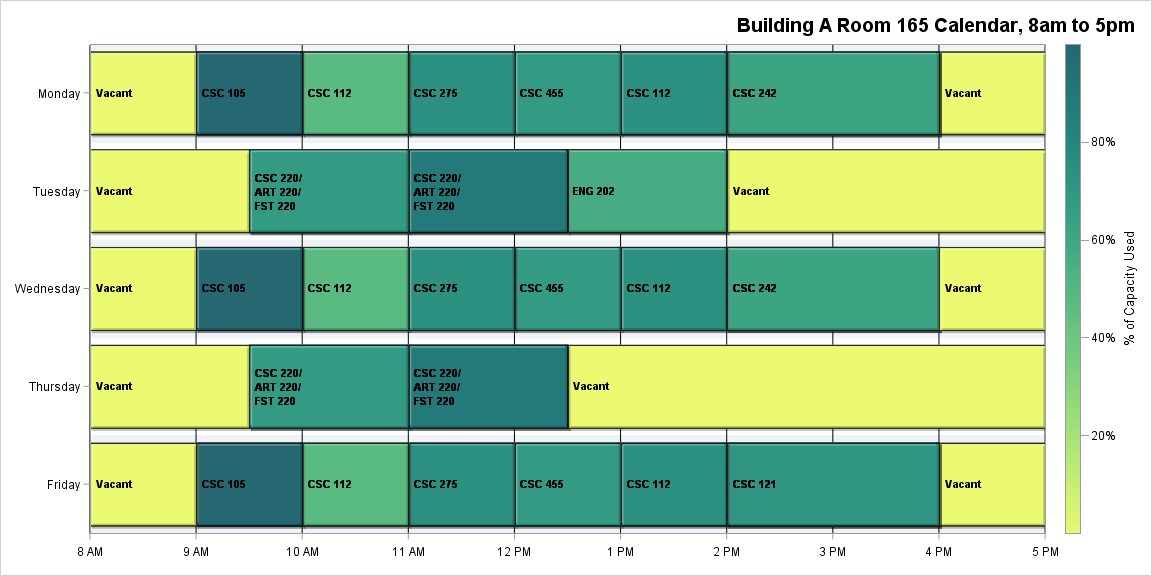 Building A Room 165 Calendar, 8am to 5pm
Monday
Vacant
CSC 105
CSC 112
CSC 275
CSC 455
CSC 112
CSC 242
Vacant
Tuesday
Vacant
CSC 220/
ART 220/
FST 220
CSC 220/
ART 220/
FST 220
ENG 202
Vacant
Wednesday
Vacant
CSC 105
CSC 112
CSC 275
CSC 455
CSC 112
CSC 242
Vacant
Thursday
Vacant
CSC 220/
ART 220/
FST 220
CSC 220/
ART 220/
FST 220
Vacant
Friday
Vacant
CSC 105
CSC 112
CSC 275
CSC 455
CSC 112
CSC 121
Vacant
8 AM
9 AM
10 AM
11 AM
12 PM
1 PM
2 PM
3 PM
4 PM
5 PM
80%
60%
40%
20%
% of Capacity Used